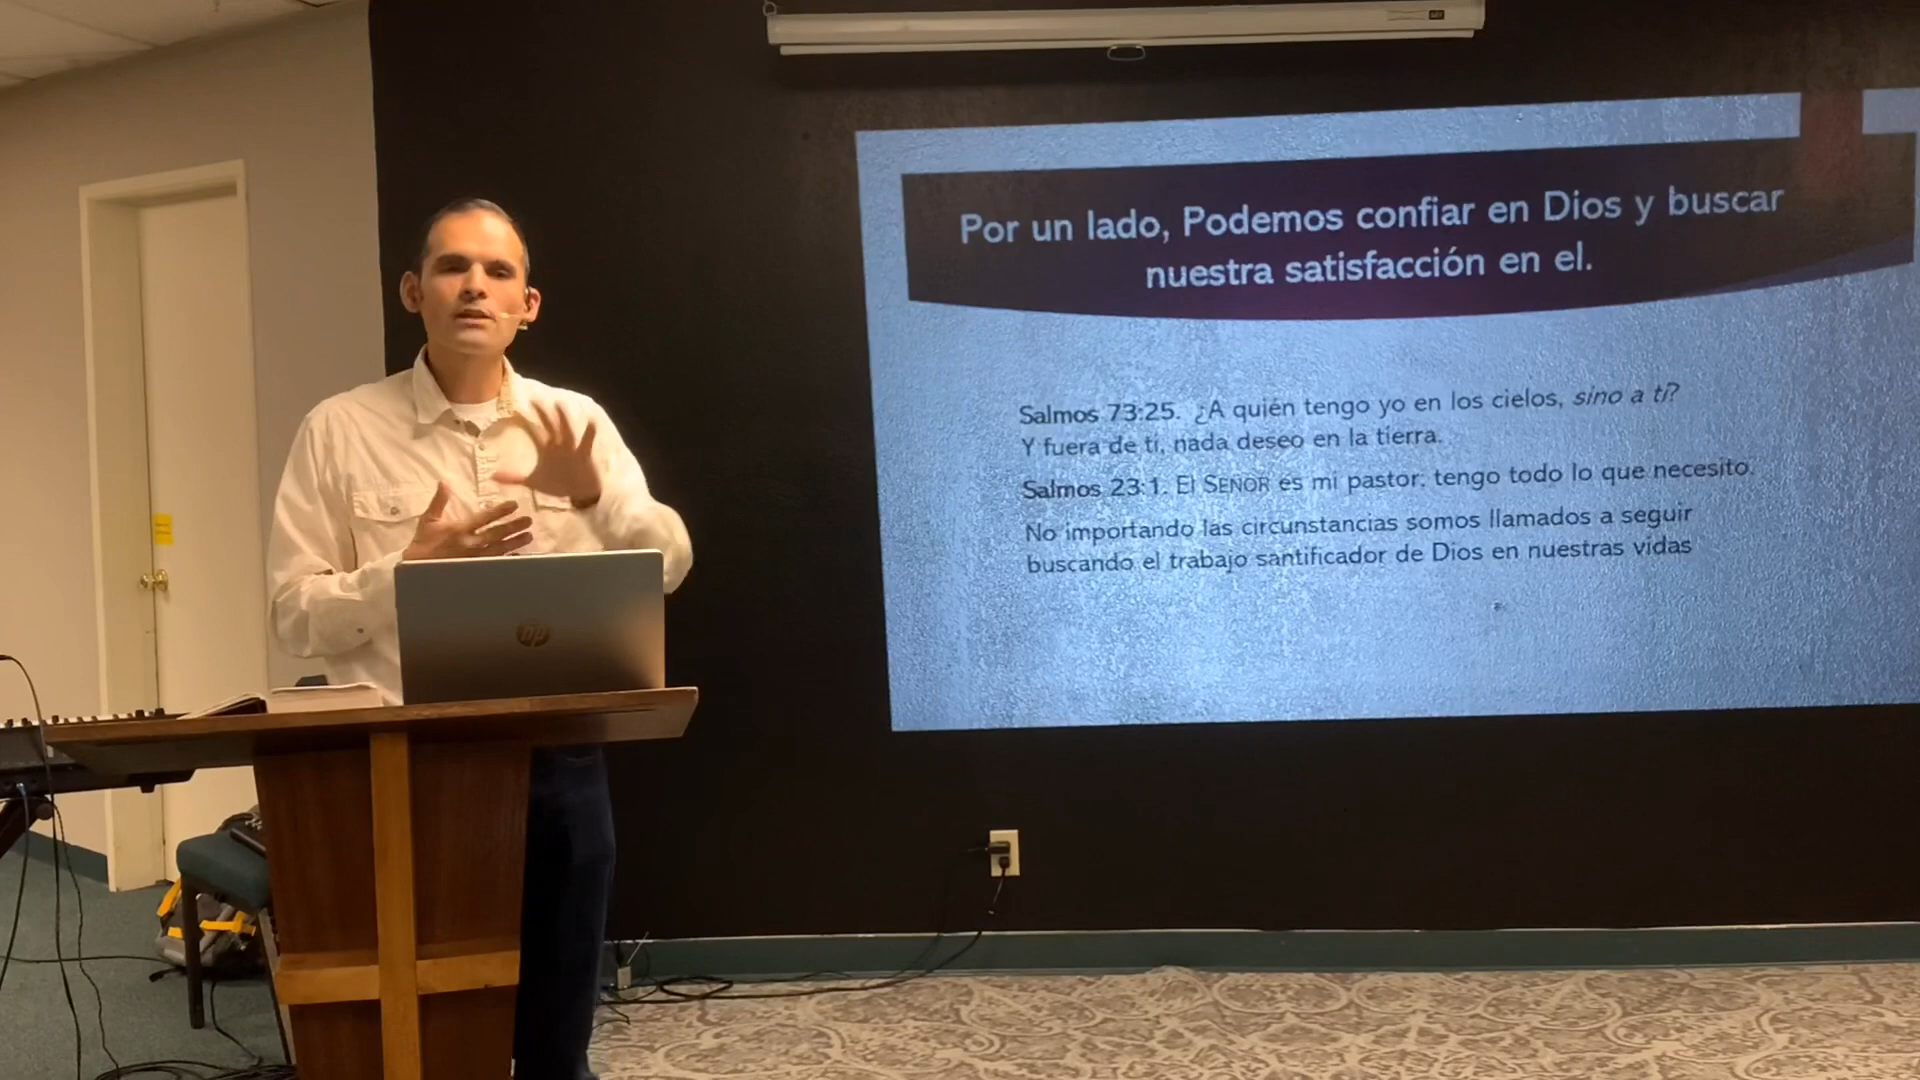 Por un lado, Podemos confiar en Dios y buscar
nuestra satisfacción en el.
Salmos 73:25. ¿A quién tengo yo en los cielos, sino a ti?
Y fuera de ti, nada deseo en la tierra.
Salmos 23:1. El SEÑOR es mi pastor; tengo todo lo que necesito.
No importando las circunstancias somos llamados a seguir
buscando el trabajo santificador de Dios en nuestras vidas
hp